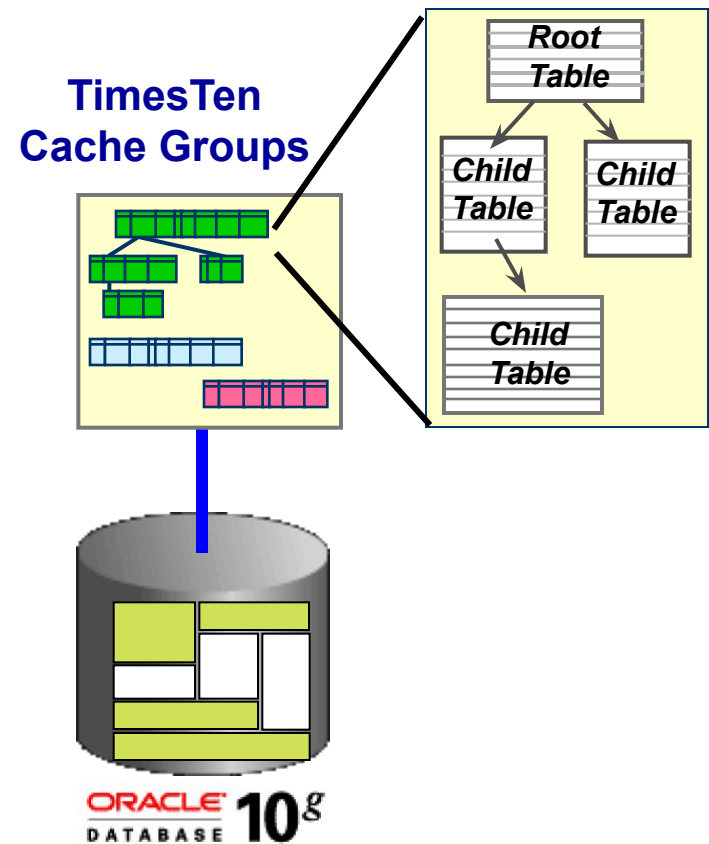 TimesTen
Cache Groups
Root
Table
Child
Table
Child
Table
Child
Table
ORACLE®
DATABASE
10g